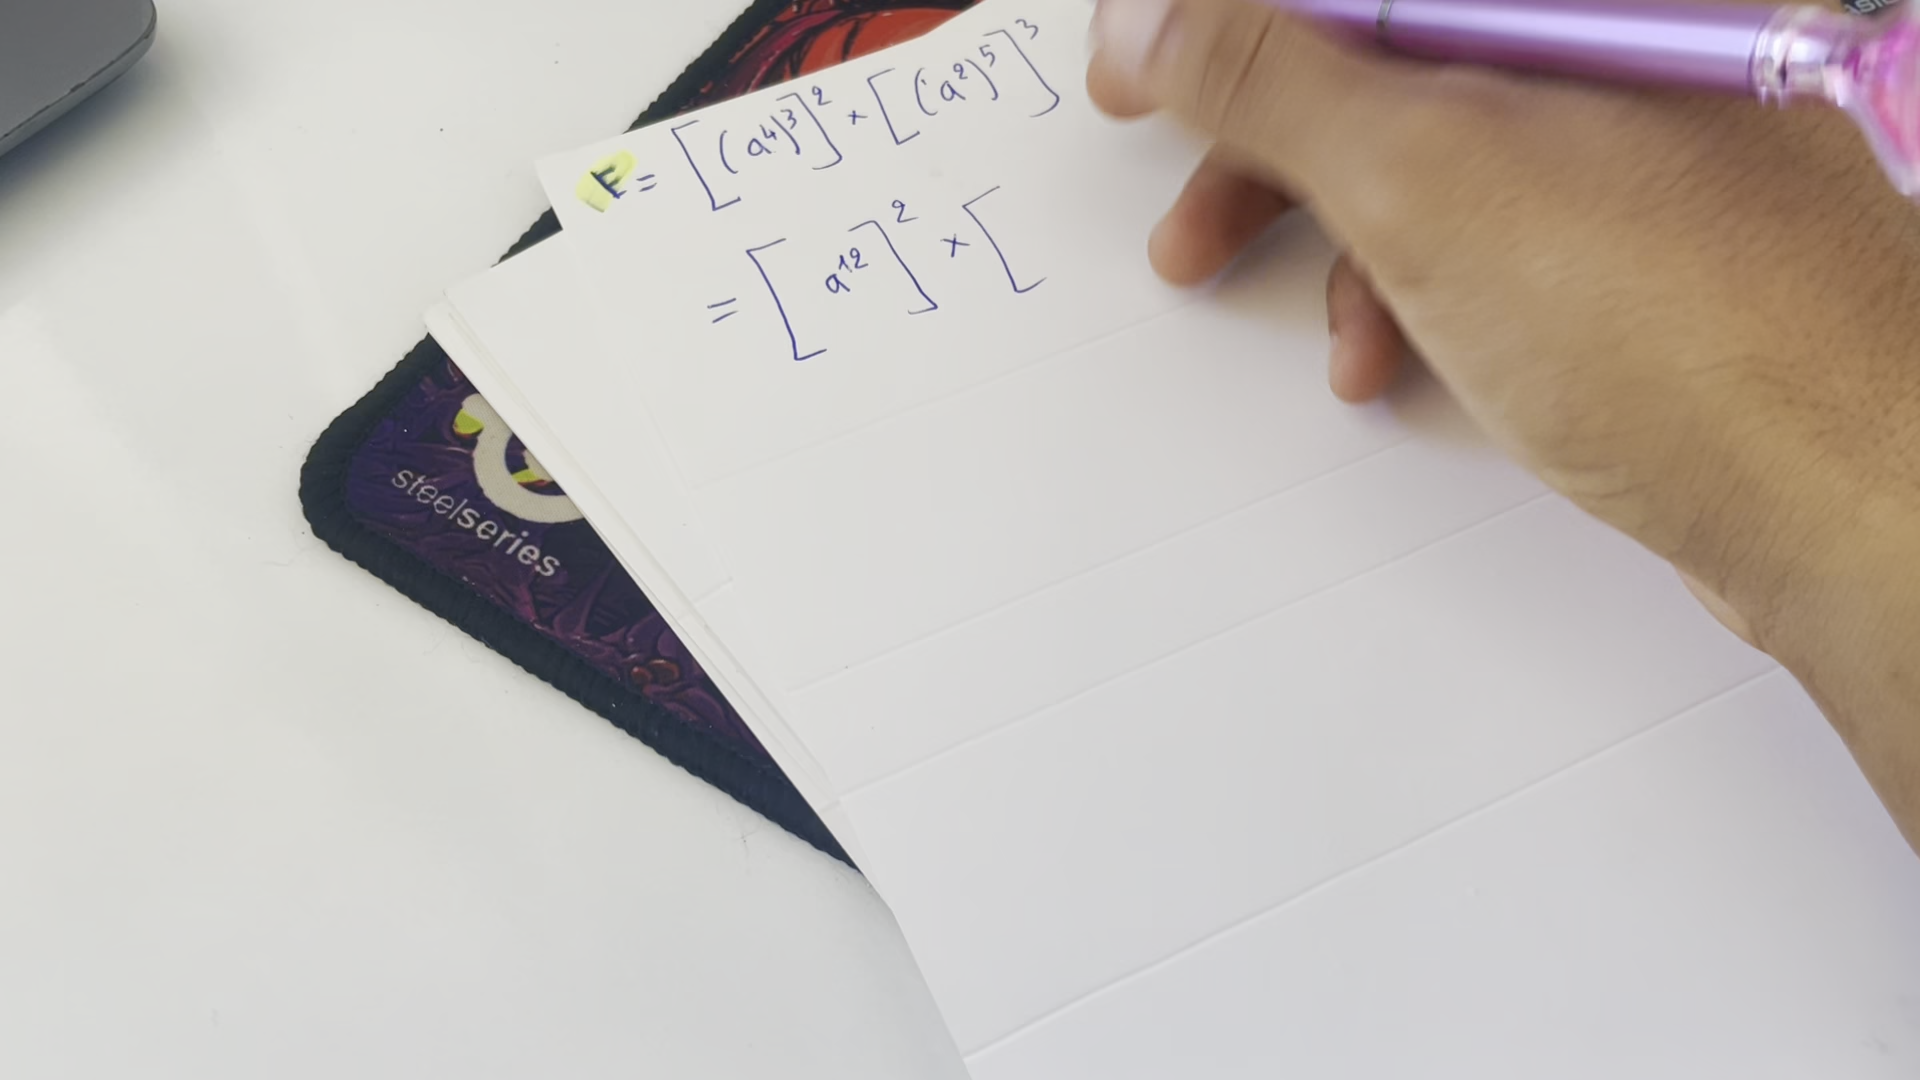 E = [(a⁴)³]² × [(a²)⁵]³
= [a¹²]² × [
steelseries